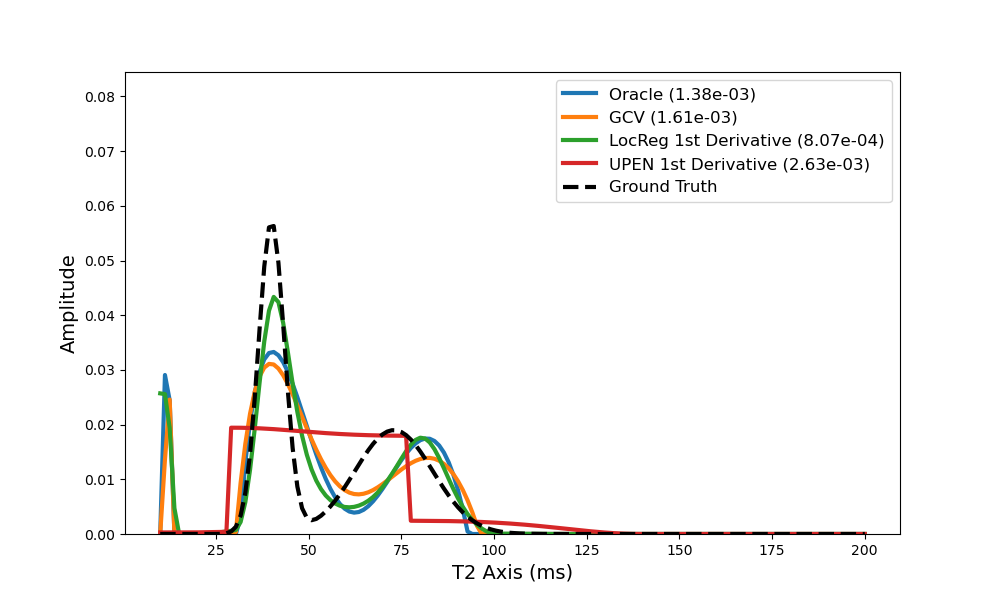 Oracle (1.38e-03)
GCV (1.61e-03)
LocReg 1st Derivative (8.07e-04)
UPEN 1st Derivative (2.63e-03)
Ground Truth
Amplitude
0.08
0.07
0.06
0.05
0.04
0.03
0.02
0.01
0.00
25 50 75 100 125 150 175 200
T2 Axis (ms)